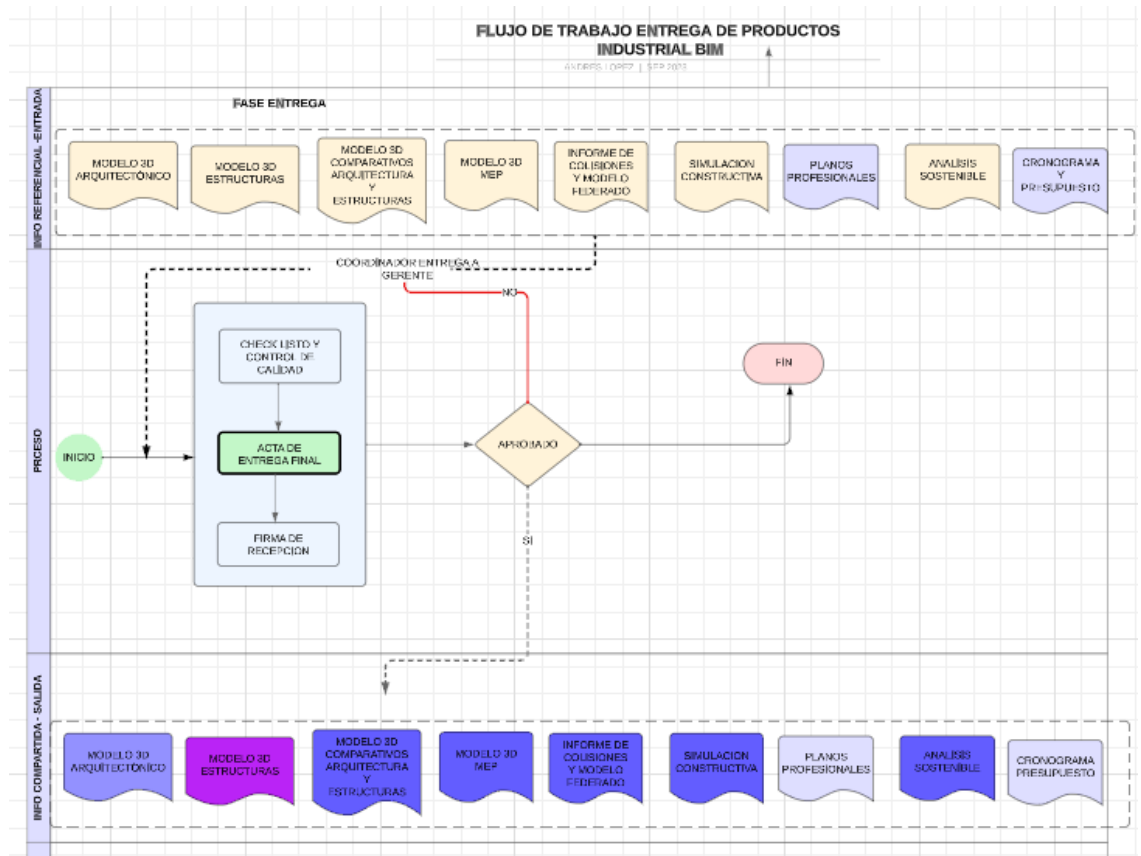 FLUJO DE TRABAJO ENTREGA DE PRODUCTOS
INDUSTRIAL BIM
ANDRES LOPEZ | SEP 2023
INFO REFERENCIAL -ENTRADA
FASE ENTREGA
MODELO 3D
ARQUITECTÓNICO
MODELO 3D
ESTRUCTURAS
MODELO 3D
COMPARATIVOS
ARQUITECTURA
Y
ESTRUCTURAS
MODELO 3D
MEP
INFORME DE
COLISIONES
Y MODELO
FEDERADO
SIMULACION
CONSTRUCTIVA
PLANOS
PROFESIONALES
ANALISIS
SOSTENIBLE
CRONOGRAMA
Y
PRESUPUESTO
PRCESO
COORDINADOR ENTREGA A
GERENTE
NO
CHECK LISTO Y
CONTROL DE
CALIDAD
FIN
INICIO
ACTA DE
ENTREGA FINAL
APROBADO
FIRMA DE
RECEPCION
SI
INFO COMPARTIDA - SALIDA
MODELO 3D
ARQUITECTÓNICO
MODELO 3D
ESTRUCTURAS
MODELO 3D
COMPARATIVOS
ARQUITECTURA
Y
ESTRUCTURAS
MODELO 3D
MEP
INFORME DE
COLISIONES
Y MODELO
FEDERADO
SIMULACION
CONSTRUCTIVA
PLANOS
PROFESIONALES
ANALISIS
SOSTENIBLE
CRONOGRAMA
PRESUPUESTO